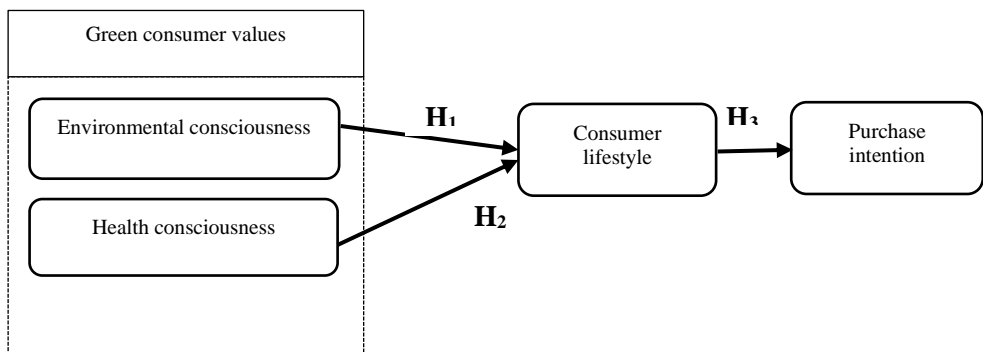 Green consumer values
Environmental consciousness
H1
Consumer
lifestyle
H3
Purchase
intention
Health consciousness
H2